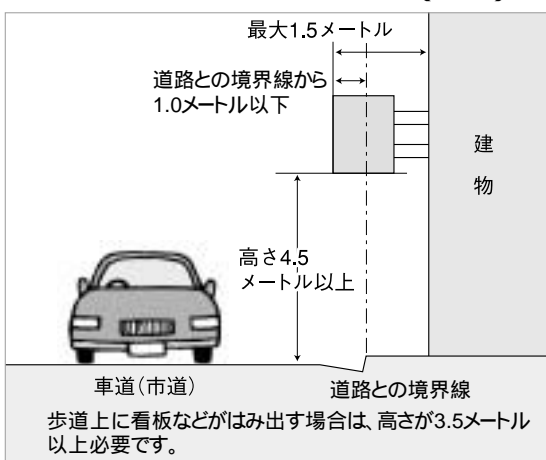 最大1.5メートル
道路との境界線から
1.0メートル以下
建
物
高さ4.5
メートル以上
車道(市道)
道路との境界線
歩道上に看板などがはみ出す場合は、高さが3.5メートル
以上必要です。